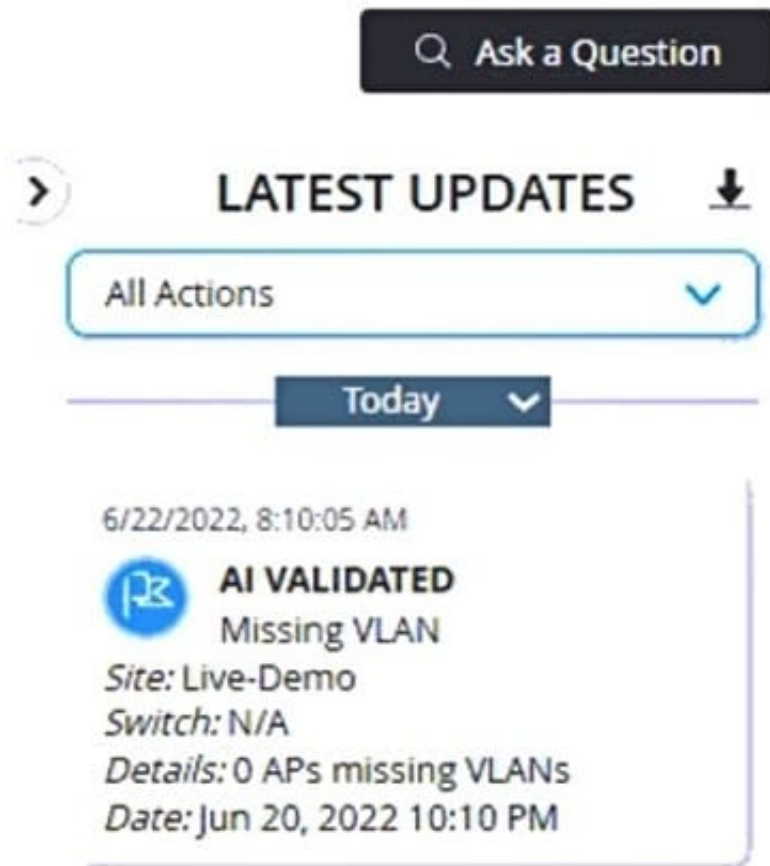 Ask a Question
LATEST UPDATES
All Actions
Today
6/22/2022, 8:10:05 AM
AI VALIDATED
Missing VLAN
Site: Live-Demo
Switch: N/A
Details: 0 APs missing VLANs
Date: Jun 20, 2022 10:10 PM